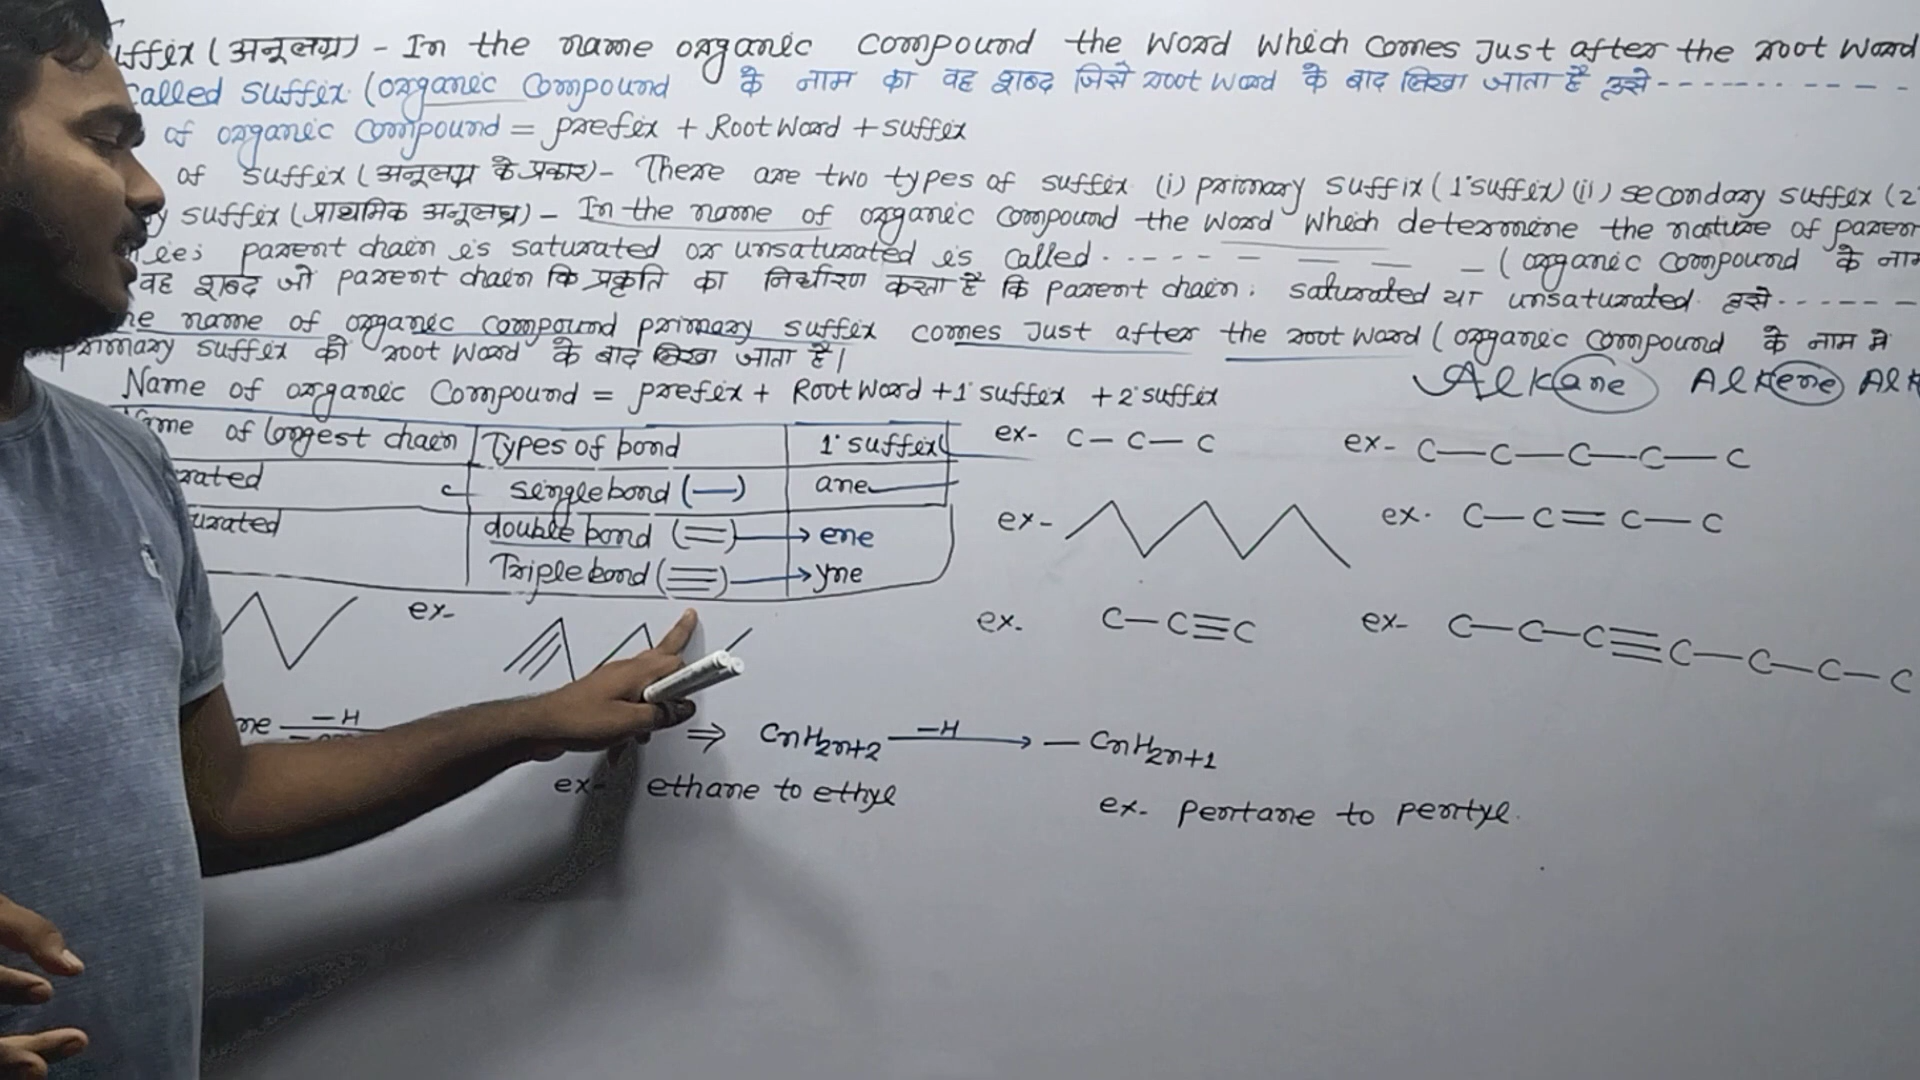 uffix (अनूलग्न) - In the name organic compound the word which comes Just after the root word
called suffix (organic compound के नाम का वह शब्द जिसे root word के बाद लिखा जाता है उसे----------
of organic compound = prefix + Root Word + suffix
of suffix (अनूलग्न के प्रकार)- There are two types of suffix (i) primary suffix (1°suffix) (ii) secondary suffix (2°
y suffix (प्राथमिक अनूलग्न) - In the name of organic compound the word which determine the nature of paren
ie; parent chain is saturated or unsaturated is called ------- (organic compound के नाम
वह शब्द जो parent chain कि प्रकृति का निर्धारण करता है कि parent chain: saturated या unsaturated उसे------
he name of organic compound primary suffix comes Just after the root word (organic compound के नाम मे
primary suffix को root word के बाद लिखा जाता है।
Name of organic Compound = prefix + Root Word + 1° suffix + 2° suffix
Alkane Alkene Alk
ame of longest chain Types of bond 1° suffix
rated C single bond (—) ane
urated double bond (=) → ene
Triple bond (≡) → yne
ex- C—C—C ex- C—C—C—C—C
ex- ex. C—C=C—C
ex- ex. C—C≡C ex- C—C—C≡C—C—C—C
ne —H ⇒ CnH2n+2 —H→ —CnH2n+1
ex- ethane to ethyl ex- pentane to pentyl.